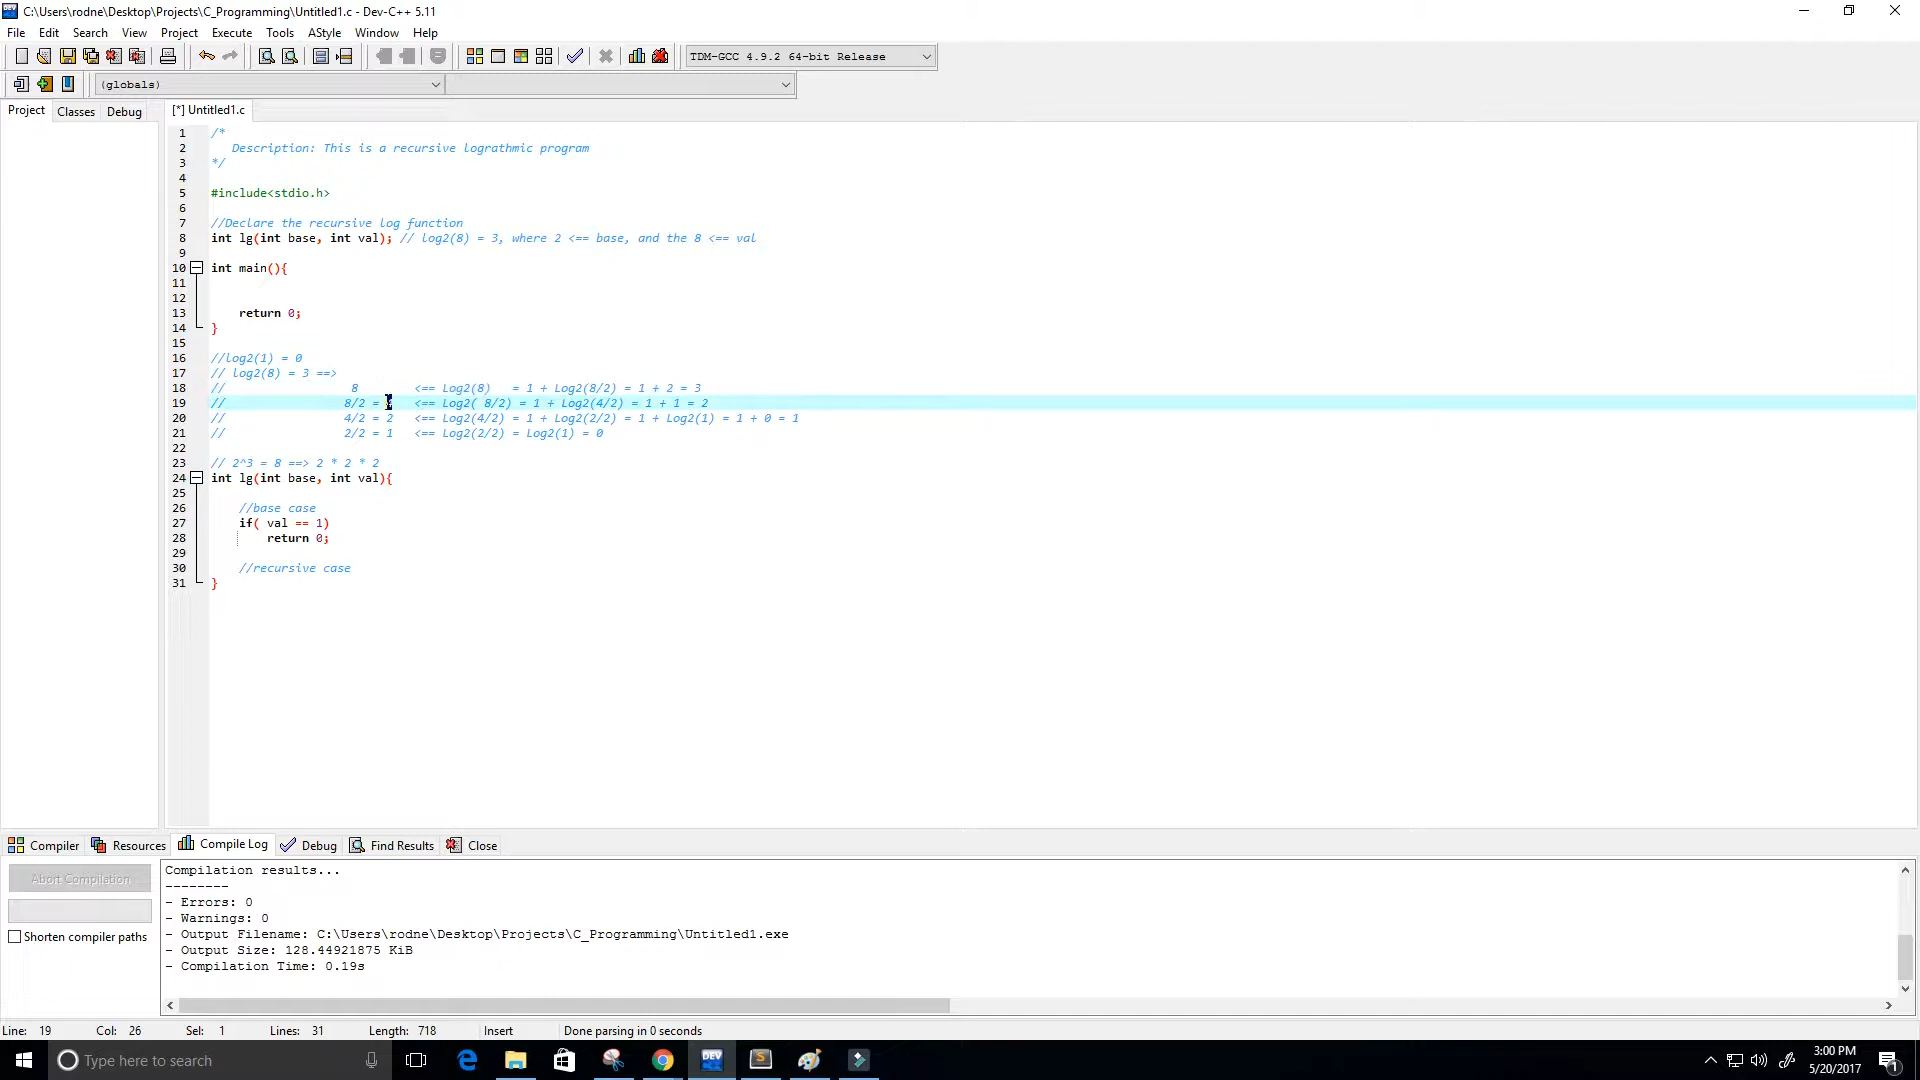 C:\Users\rodne\Desktop\Projects\C_Programming\Untitled1.c - Dev-C++ 5.11
File Edit Search View Project Execute Tools AStyle Window Help
TDM-GCC 4.9.2 64-bit Release
(globals)
Project Classes Debug [*] Untitled1.c
1 /*
2 Description: This is a recursive lograthmic program
3 */
4
5 #include<stdio.h>
6
7 //Declare the recursive log function
8 int lg(int base, int val); // log2(8) = 3, where 2 <== base, and the 8 <== val
9
10 int main(){
11
12
13 return 0;
14 }
15
16 //log2(1) = 0
17 // log2(8) = 3 ==>
18 // 8 <== Log2(8) = 1 + Log2(8/2) = 1 + 2 = 3
19 // 8/2 = <== Log2( 8/2) = 1 + Log2(4/2) = 1 + 1 = 2
20 // 4/2 = 2 <== Log2(4/2) = 1 + Log2(2/2) = 1 + Log2(1) = 1 + 0 = 1
21 // 2/2 = 1 <== Log2(2/2) = Log2(1) = 0
22
23 // 2^3 = 8 ==> 2 * 2 * 2
24 int lg(int base, int val){
25
26 //base case
27 if( val == 1)
28 return 0;
29
30 //recursive case
31 }
Compiler Resources Compile Log Debug Find Results Close
Abort Compilation
Shorten compiler paths
Compilation results...
--------
- Errors: 0
- Warnings: 0
- Output Filename: C:\Users\rodne\Desktop\Projects\C_Programming\Untitled1.exe
- Output Size: 128.44921875 KiB
- Compilation Time: 0.19s
Line: 19 Col: 26 Sel: 1 Lines: 31 Length: 718 Insert Done parsing in 0 seconds
Type here to search
DEV
S
3:00 PM
5/20/2017
1